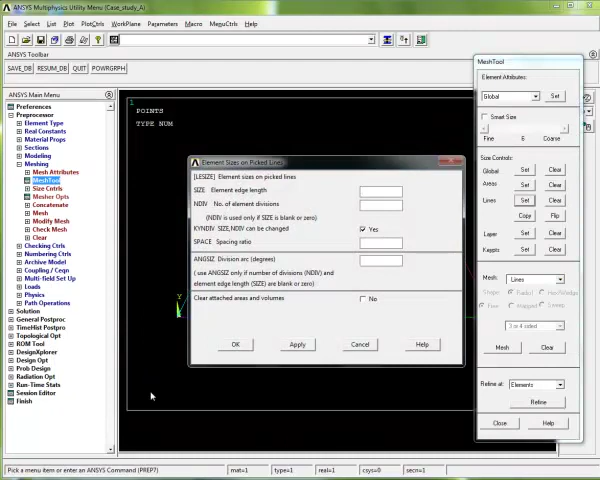 ANSYS Multiphysics Utility Menu (Case_study_A)
File Select List Plot PlotCtrls WorkPlane Parameters Macro MenuCtrls Help
ANSYS Toolbar
SAVE_DB RESUM_DB QUIT POWRGRPH
ANSYS Main Menu
Preferences
Preprocessor
Element Type
Real Constants
Material Props
Sections
Modeling
Meshing
Mesh Attributes
MeshTool
Size Cntrls
Mesher Opts
Concatenate
Mesh
Modify Mesh
Check Mesh
Clear
Checking Ctrls
Numbering Ctrls
Archive Model
Coupling / Ceqn
Multi-field Set Up
Loads
Physics
Path Operations
Solution
General Postproc
TimeHist Postpro
Topological Opt
ROM Tool
DesignXplorer
Design Opt
Prob Design
Radiation Opt
Run-Time Stats
Session Editor
Finish
1
POINTS
TYPE NUM
Y
Element Sizes on Picked Lines
[LESIZE] Element sizes on picked lines
SIZE Element edge length
NDIV No. of element divisions
(NDIV is used only if SIZE is blank or zero)
KYNDIV SIZE,NDIV can be changed Yes
SPACE Spacing ratio
ANGSIZ Division arc (degrees)
( use ANGSIZ only if number of divisions (NDIV) and
element edge length (SIZE) are blank or zero)
Clear attached areas and volumes No
OK Apply Cancel Help
MeshTool
Element Attributes:
Global Set
Smart Size
Fine 6 Coarse
Size Controls:
Global Set Clear
Areas Set Clear
Lines Set Clear
Copy Flip
Layer Set Clear
Keypts Set Clear
Mesh: Lines
Shape: Hex/Wedge
Free Mapped Sweep
3 or 4 sided
Mesh Clear
Refine at: Elements
Refine
Close Help
Pick a menu item or enter an ANSYS Command (PREP7) mat=1 type=1 real=1 csys=0 secn=1